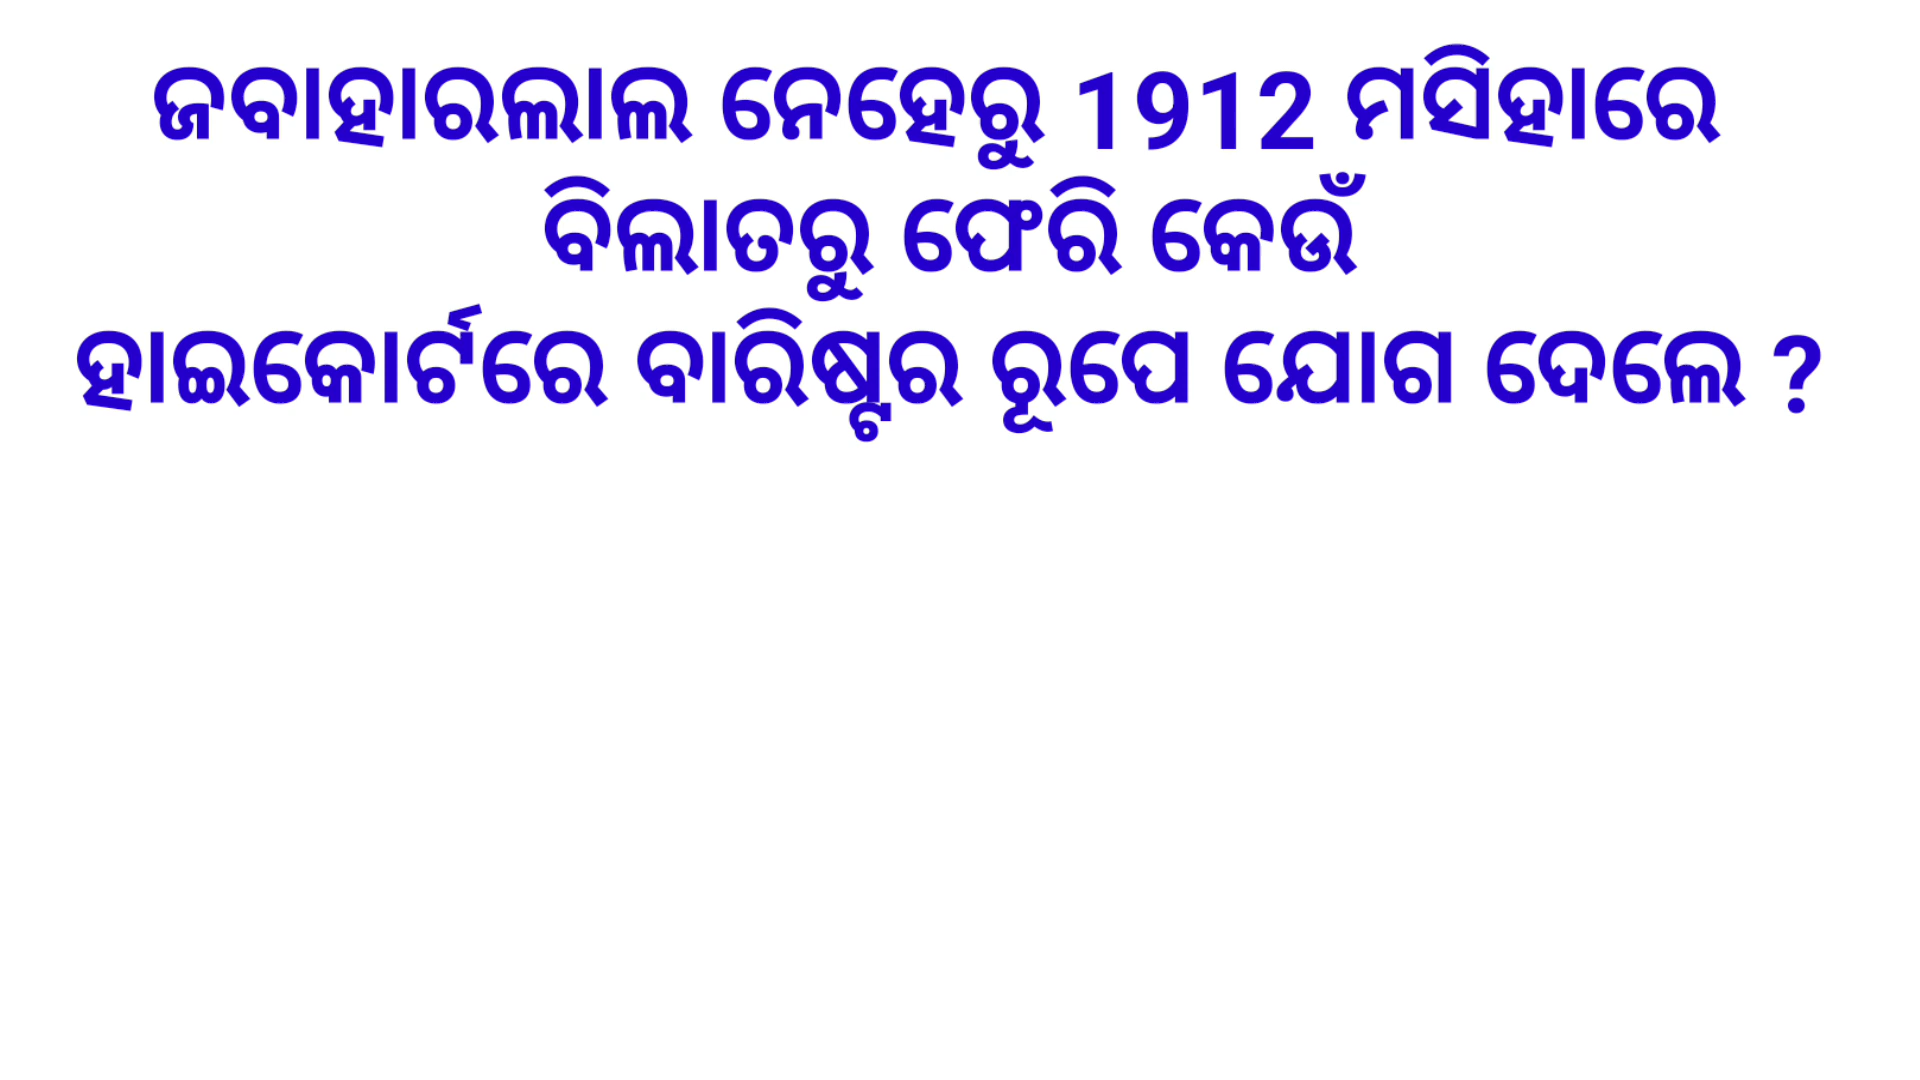 ଜବାହାରଲାଲ ନେହେରୁ 1912 ମସିହାରେ
ବିଲାତରୁ ଫେରି କେଉଁ
ହାଇକୋର୍ଟରେ ବାରିଷ୍ଟର ରୂପେ ଯୋଗ ଦେଲେ ?